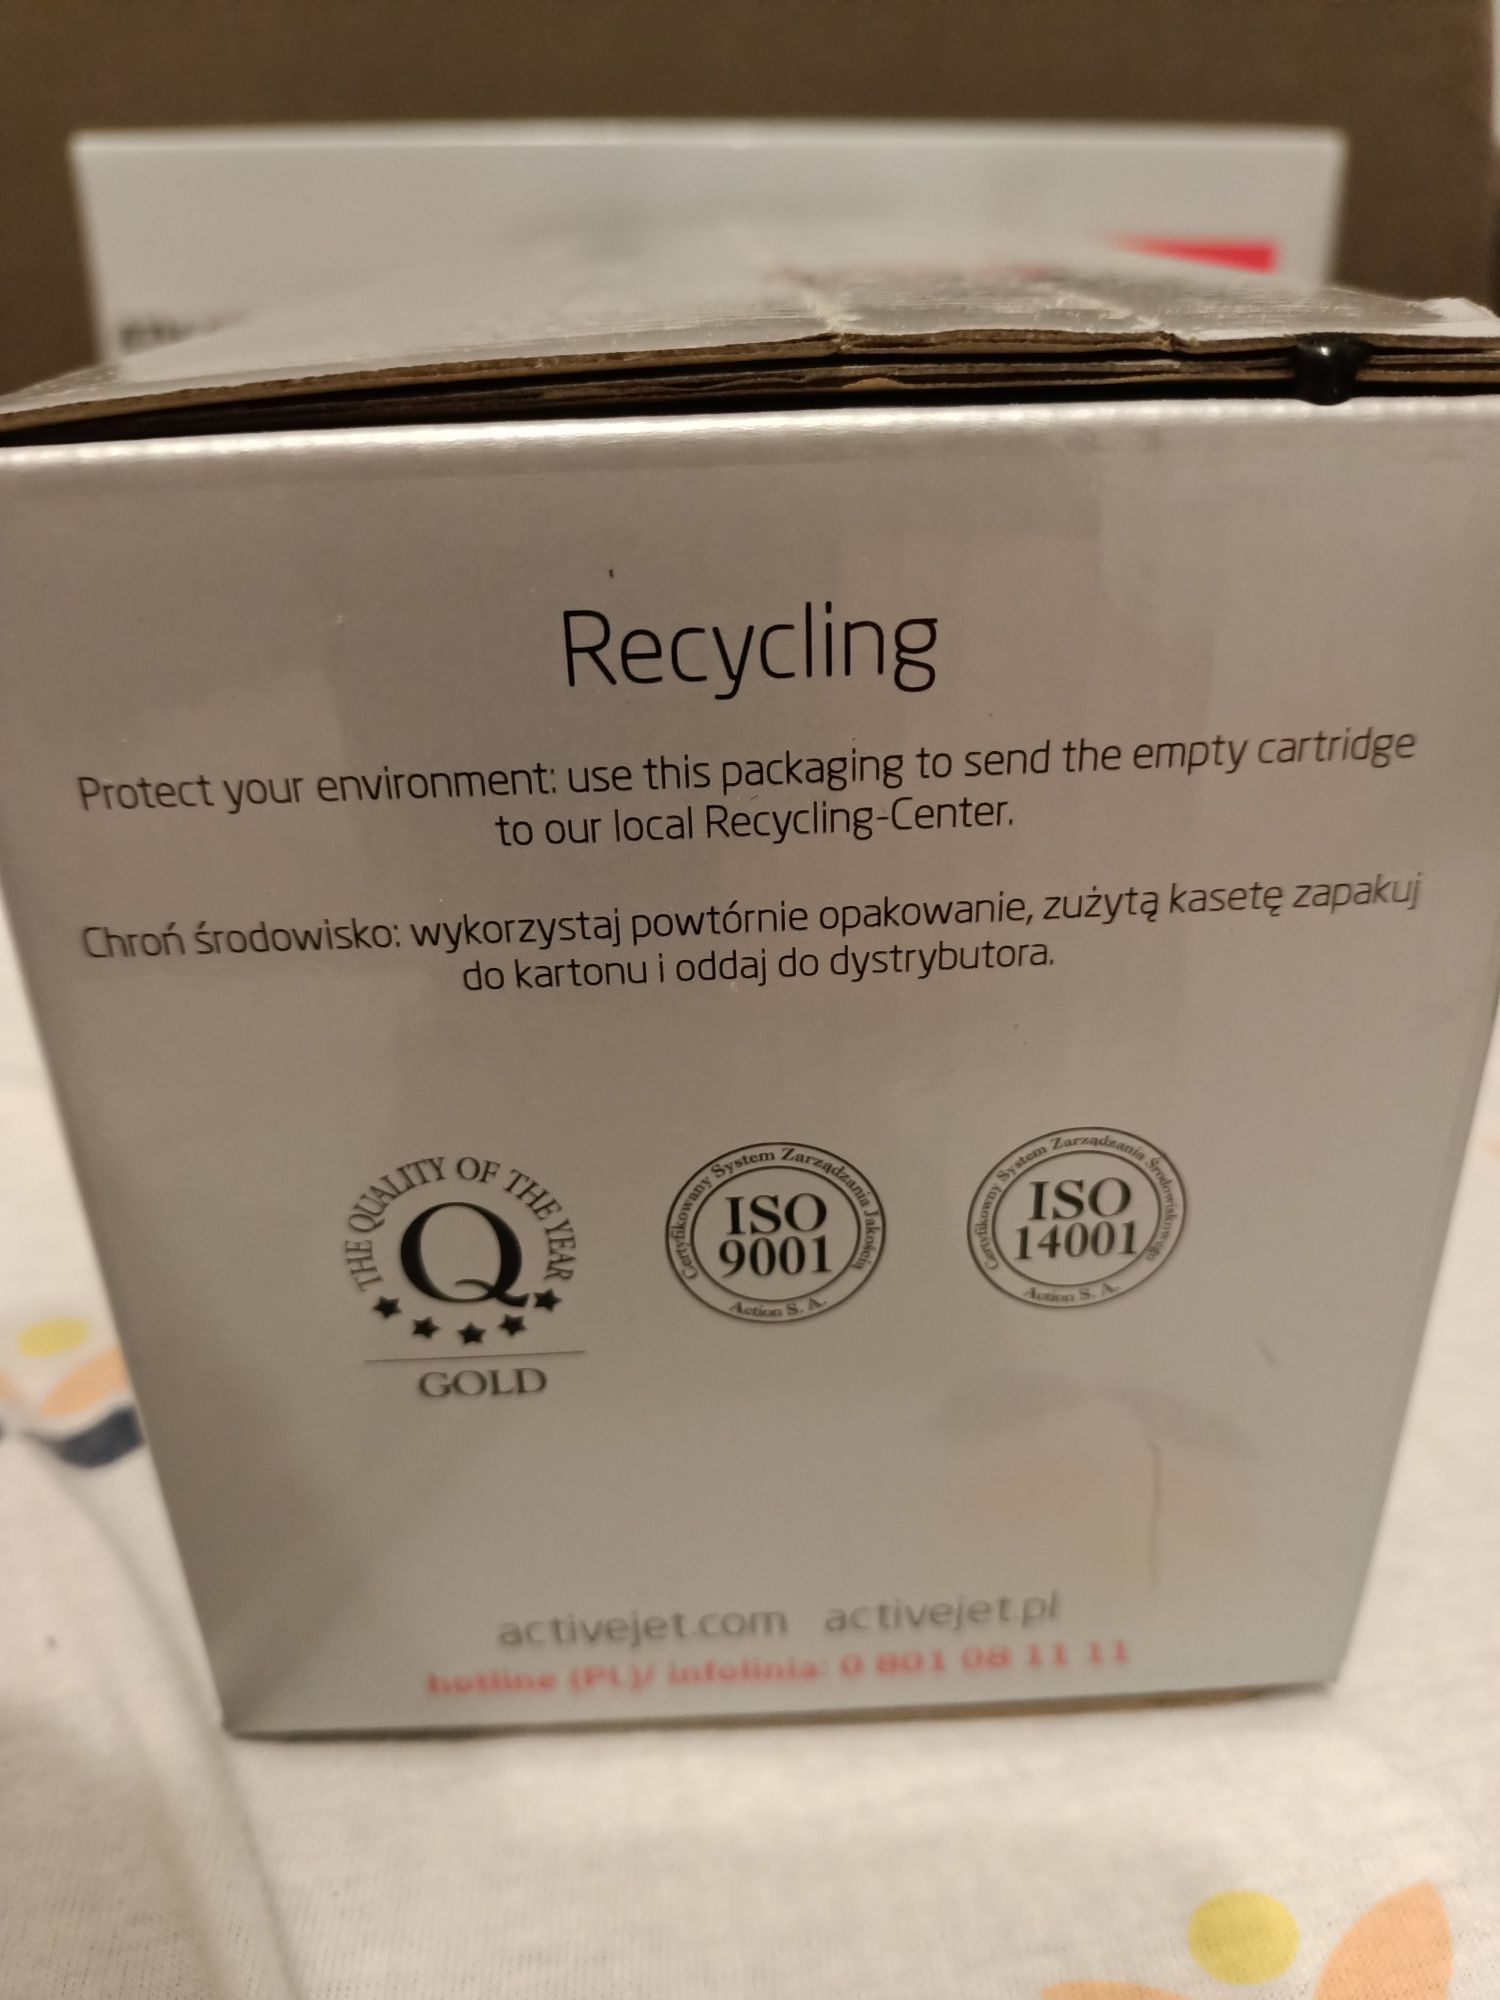 Recycling
Protect your environment: use this packaging to send the empty cartridge
to our local Recycling-Center.
Chroń środowisko: wykorzystaj powtórnie opakowanie, zużytą kasetę zapakuj
do kartonu i oddaj do dystrybutora.
THE QUALITY OF THE YEAR
Q
GOLD
Certyfikowany System Zarządzania Jakością
ISO
9001
Action S. A.
Certyfikowny System Zarządzania Środowiskowego
ISO
14001
Action S. A.
activejet.com activejet.pl
hotline (PL)/ infolinia: 0 801 08 11 11